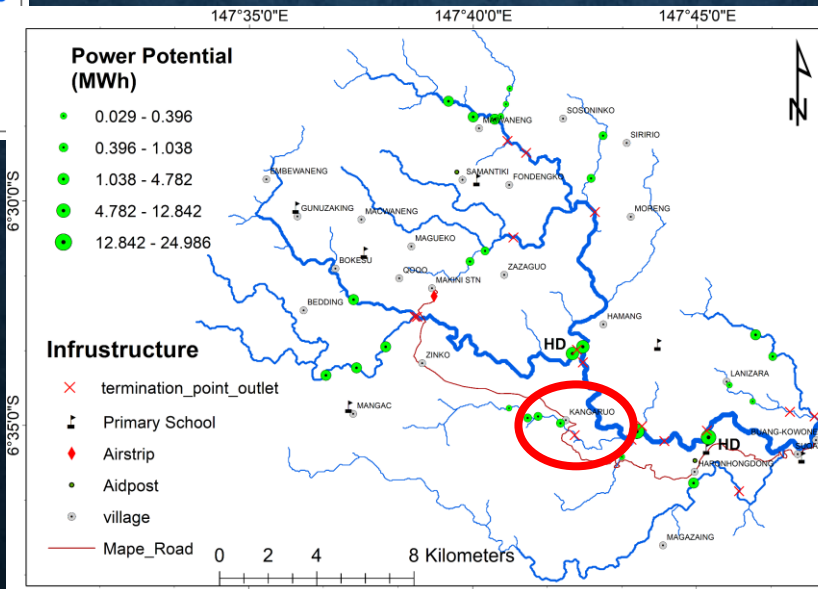 147°35'0"E
147°40'0"E
147°45'0"E
6°30'0"S
6°35'0"S
Power Potential
(MWh)
0.029 - 0.396
0.396 - 1.038
1.038 - 4.782
4.782 - 12.842
12.842 - 24.986
N
SOSONINKO
SIRIRIO
SAMANTIKI
FONDENGKO
EMBEWANENG
GUNUZAKING
MACWANENG
MORENG
MAGUEKO
BOKESU
QOQO
MAKINI STN
ZAZAGUO
BEDDING
HAMANG
HD
ZINKO
LANIZARA
MANGAC
KANGARUO
HD
MAGAZAING
Infrustructure
termination_point_outlet
Primary School
Airstrip
Aidpost
village
Mape_Road
0 2 4 8 Kilometers